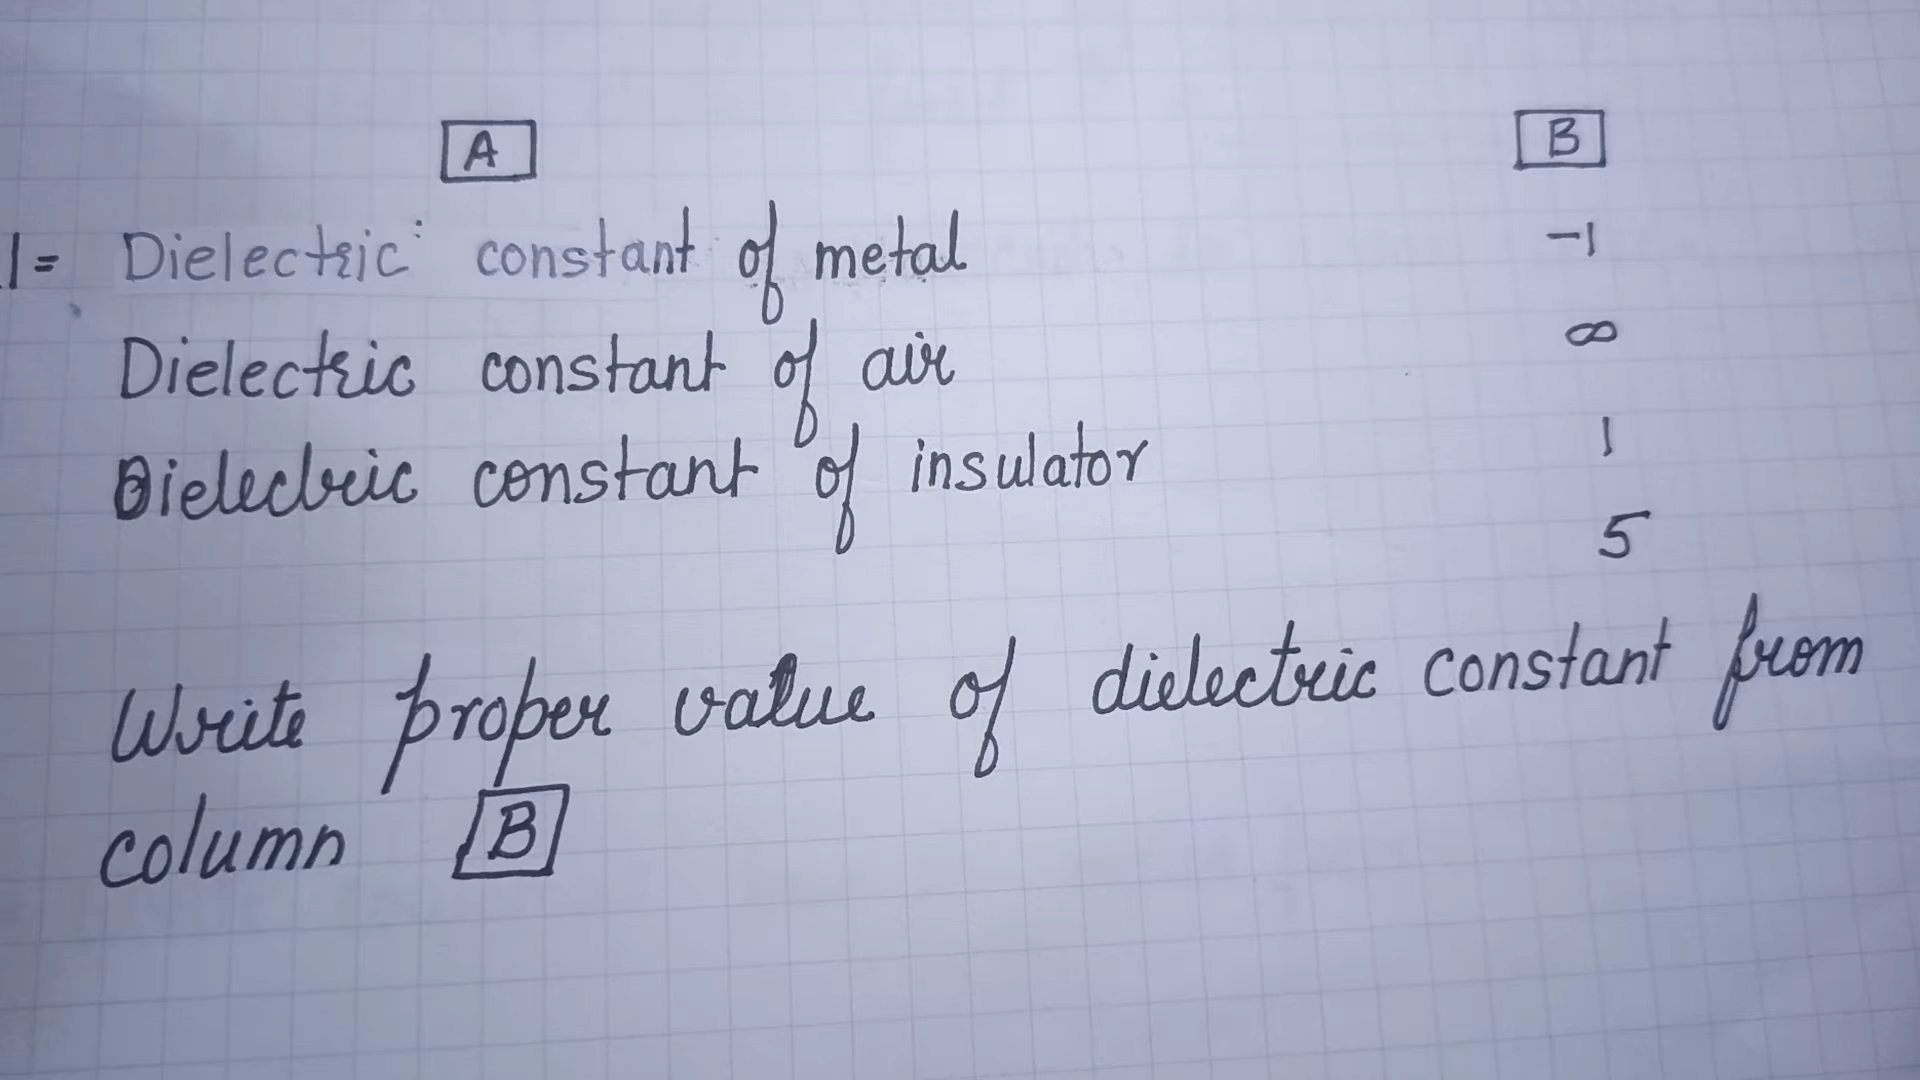 A B
1= Dielectric constant of metal -1
Dielectric constant of air ∞
Dielectric constant of insulator 1
5
Write proper value of dielectric constant from
column B